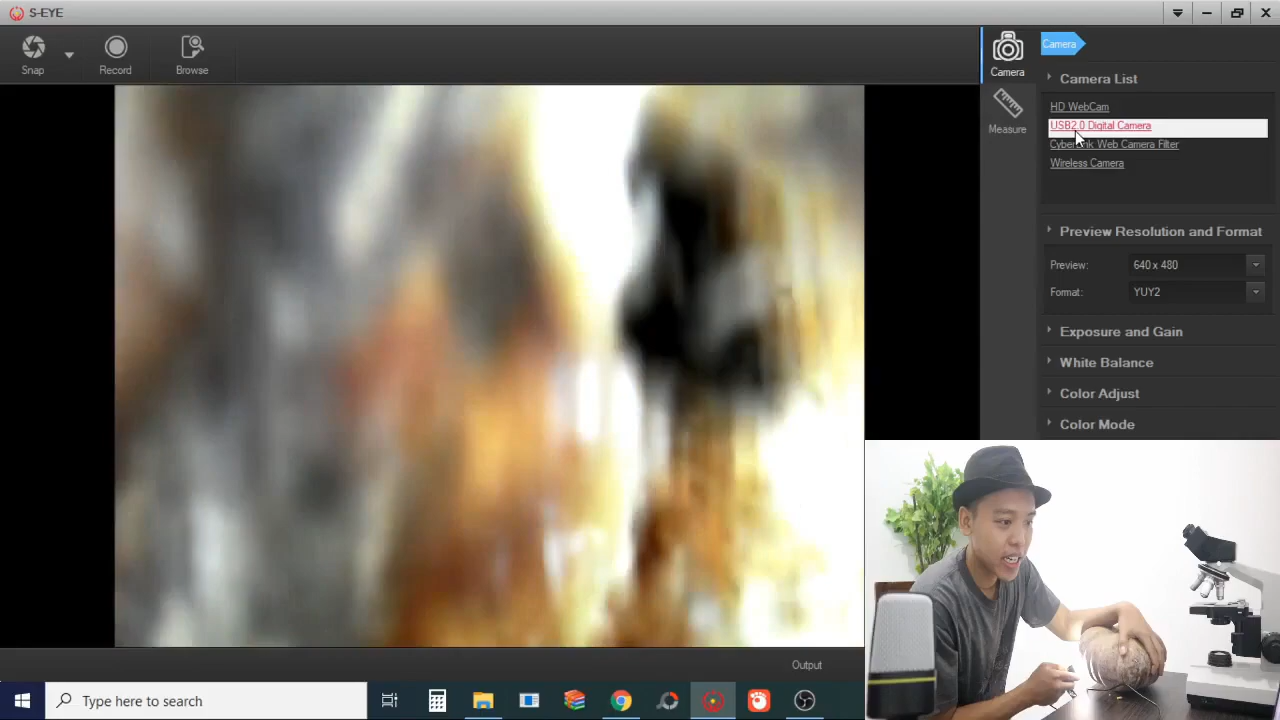 S-EYE
Snap
Record
Browse
Camera
Measure
Camera
Camera List
HD WebCam
USB2.0 Digital Camera
CyberLink Web Camera Filter
Wireless Camera
Preview Resolution and Format
Preview:
640 x 480
Format:
YUY2
Exposure and Gain
White Balance
Color Adjust
Color Mode
Output
Type here to search